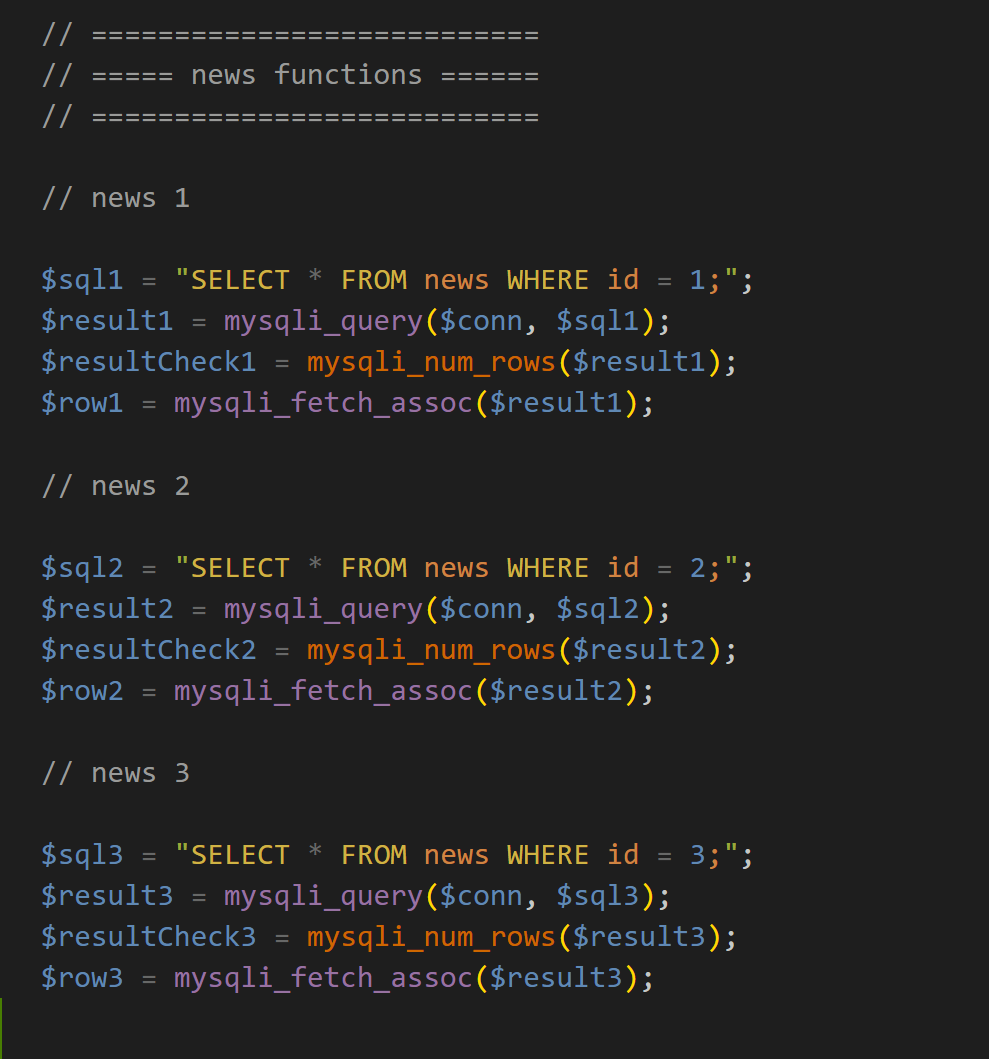 // ===========================
// ===== news functions ======
// ===========================
// news 1
$sql1 = "SELECT * FROM news WHERE id = 1;";
$result1 = mysqli_query($conn, $sql1);
$resultCheck1 = mysqli_num_rows($result1);
$row1 = mysqli_fetch_assoc($result1);
// news 2
$sql2 = "SELECT * FROM news WHERE id = 2;";
$result2 = mysqli_query($conn, $sql2);
$resultCheck2 = mysqli_num_rows($result2);
$row2 = mysqli_fetch_assoc($result2);
// news 3
$sql3 = "SELECT * FROM news WHERE id = 3;";
$result3 = mysqli_query($conn, $sql3);
$resultCheck3 = mysqli_num_rows($result3);
$row3 = mysqli_fetch_assoc($result3);